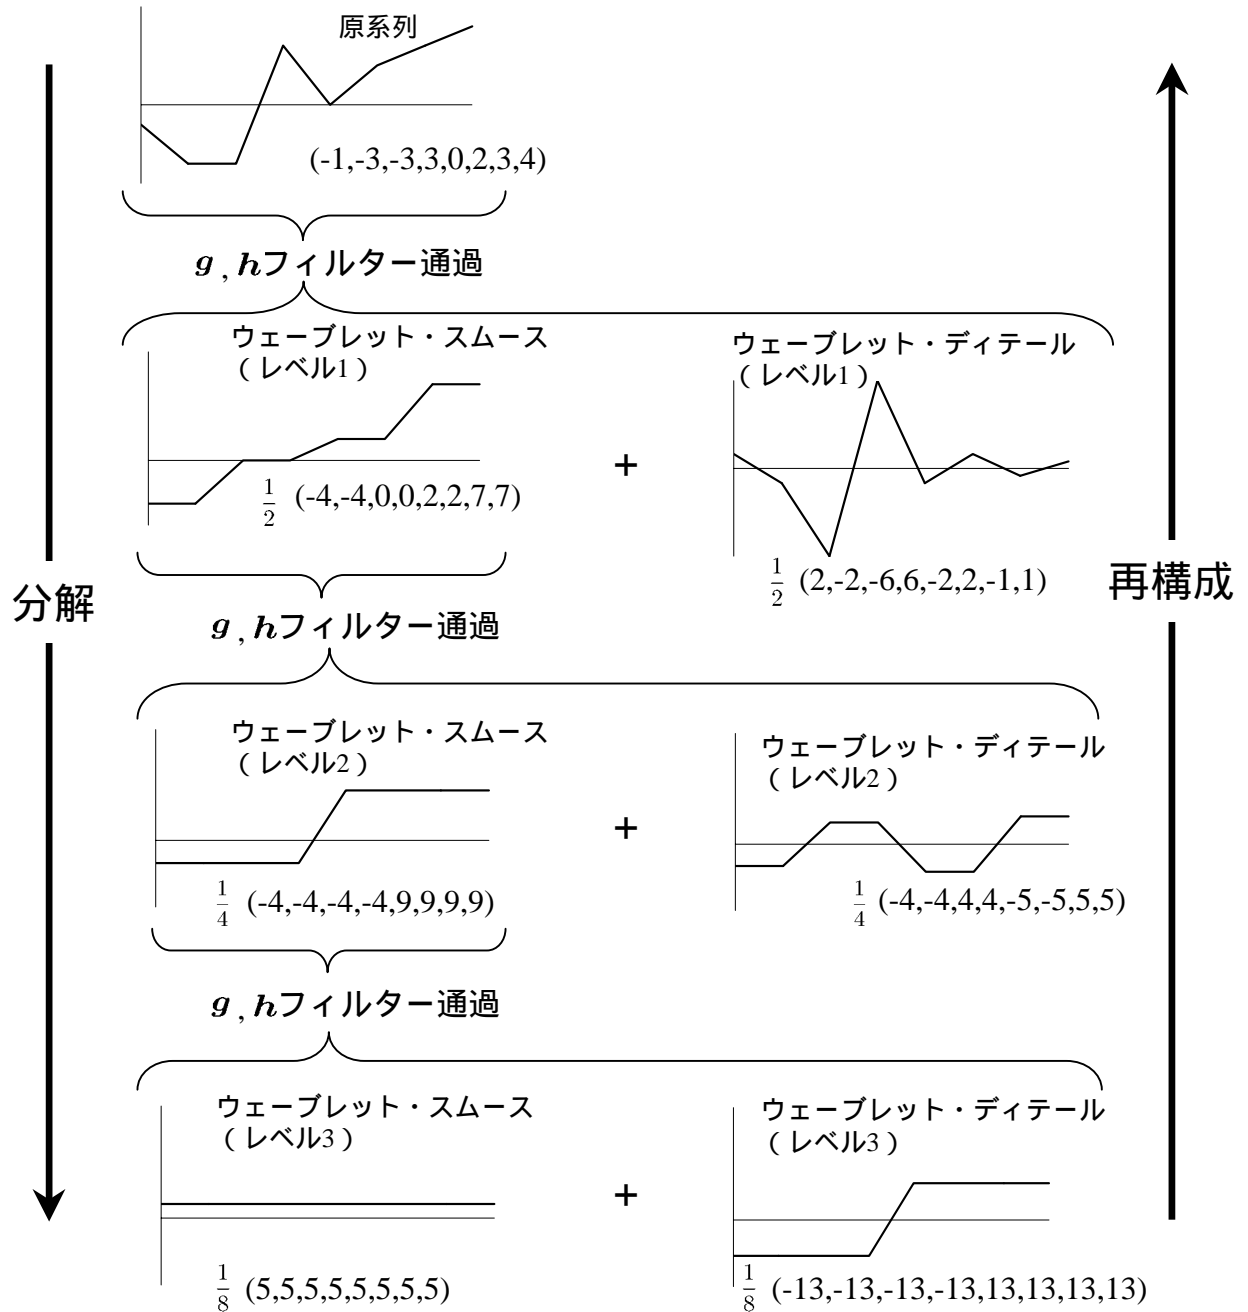 原系列
(-1,-3,-3,3,0,2,3,4)
g,hフィルター通過
ウェーブレット・スムース
(レベル1)
1/2 (-4,-4,0,0,2,2,7,7)
+
ウェーブレット・ディテール
(レベル1)
1/2 (2,-2,-6,6,-2,2,-1,1)
分解
再構成
g,hフィルター通過
ウェーブレット・スムース
(レベル2)
1/4 (-4,-4,-4,-4,9,9,9,9)
+
ウェーブレット・ディテール
(レベル2)
1/4 (-4,-4,4,4,-5,-5,5,5)
g,hフィルター通過
ウェーブレット・スムース
(レベル3)
1/8 (5,5,5,5,5,5,5,5)
+
ウェーブレット・ディテール
(レベル3)
1/8 (-13,-13,-13,-13,13,13,13,13)